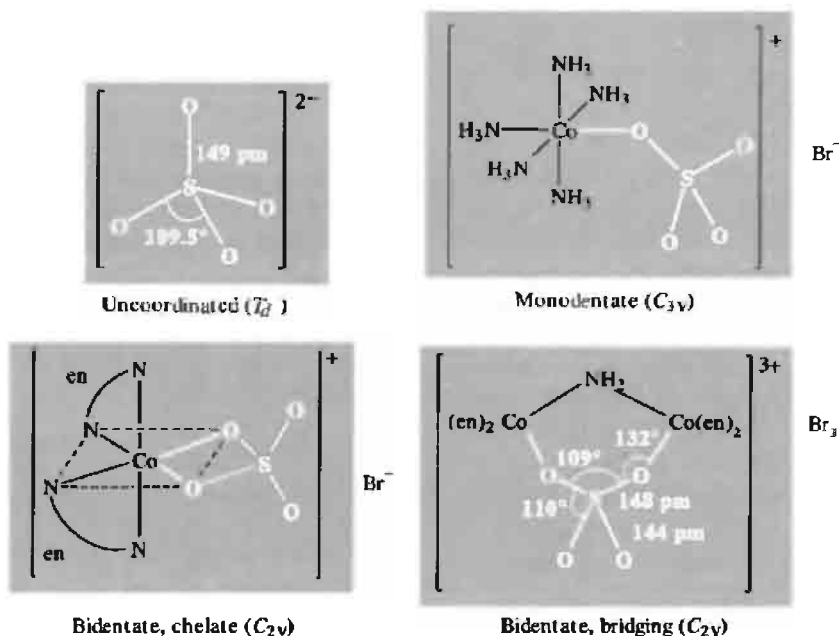 [ ]2−
O
149 pm
S
O O
O
109.5°
Uncoordinated (Td)
[ ]+ Br−
NH3
NH3
H3N Co O O
H3N S
NH3
O O
Monodentate (C3v)
[ ]+ Br−
en N
N O O
Co S
N O O
en N
Bidentate, chelate (C2v)
[ ]3+ Br3
NH2
(en)2 Co Co(en)2
132°
109°
O O
110° S 148 pm
144 pm
O O
Bidentate, bridging (C2v)